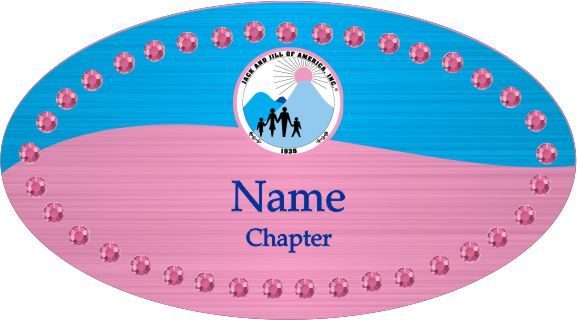 JACK AND JILL OF AMERICA, INC.®
1938
Name
Chapter